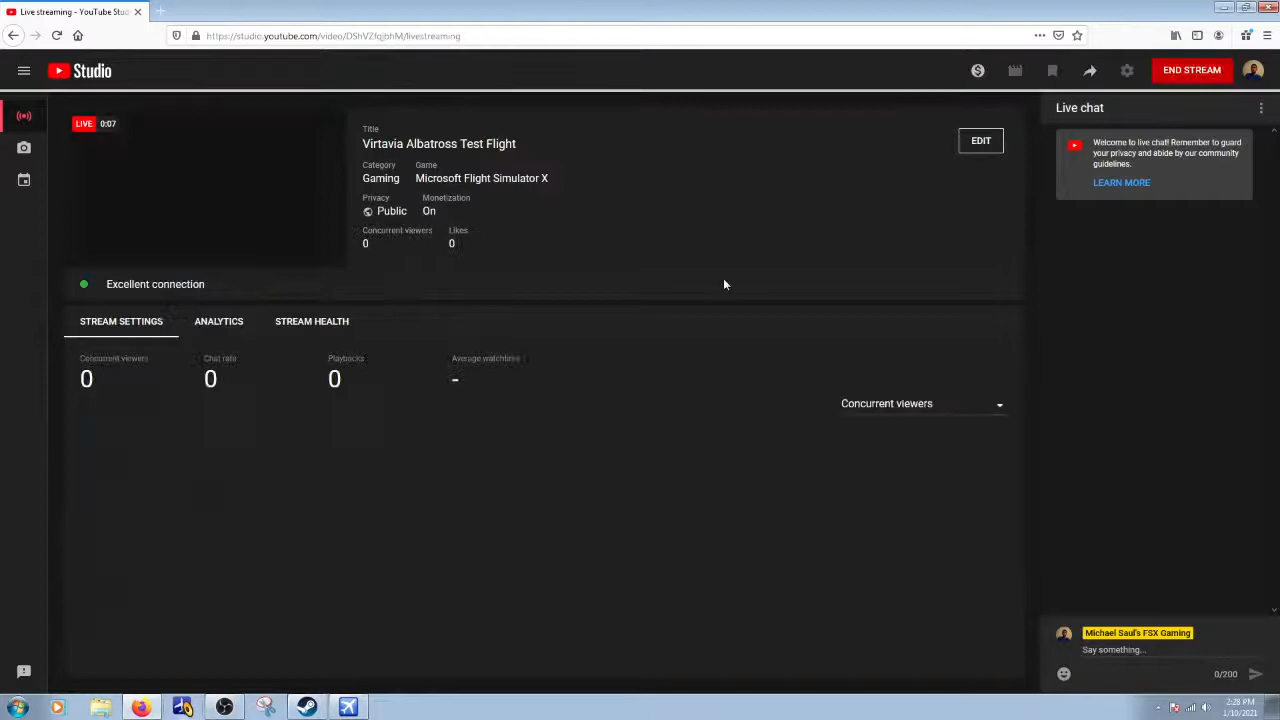 Live streaming - YouTube Stud
https://studio.youtube.com/video/DShVZfqjbhM/livestreaming
Studio
END STREAM
LIVE 0:07
Title
Virtavia Albatross Test Flight
EDIT
Category Game
Gaming Microsoft Flight Simulator X
Privacy Monetization
Public On
Concurrent viewers Likes
0 0
Excellent connection
STREAM SETTINGS ANALYTICS STREAM HEALTH
Concurrent viewers Chat rate Playbacks Average watchtime
0 0 0 -
Concurrent viewers
Live chat
Welcome to live chat! Remember to guard
your privacy and abide by our community
guidelines.
LEARN MORE
Michael Saul's FSX Gaming
Say something...
0/200
2:28 PM
1/10/2021